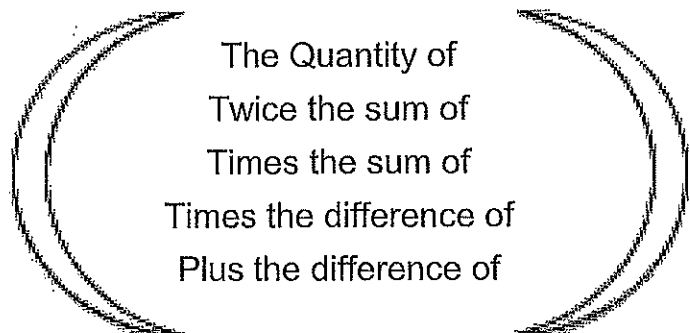 The Quantity of
Twice the sum of
Times the sum of
Times the difference of
Plus the difference of